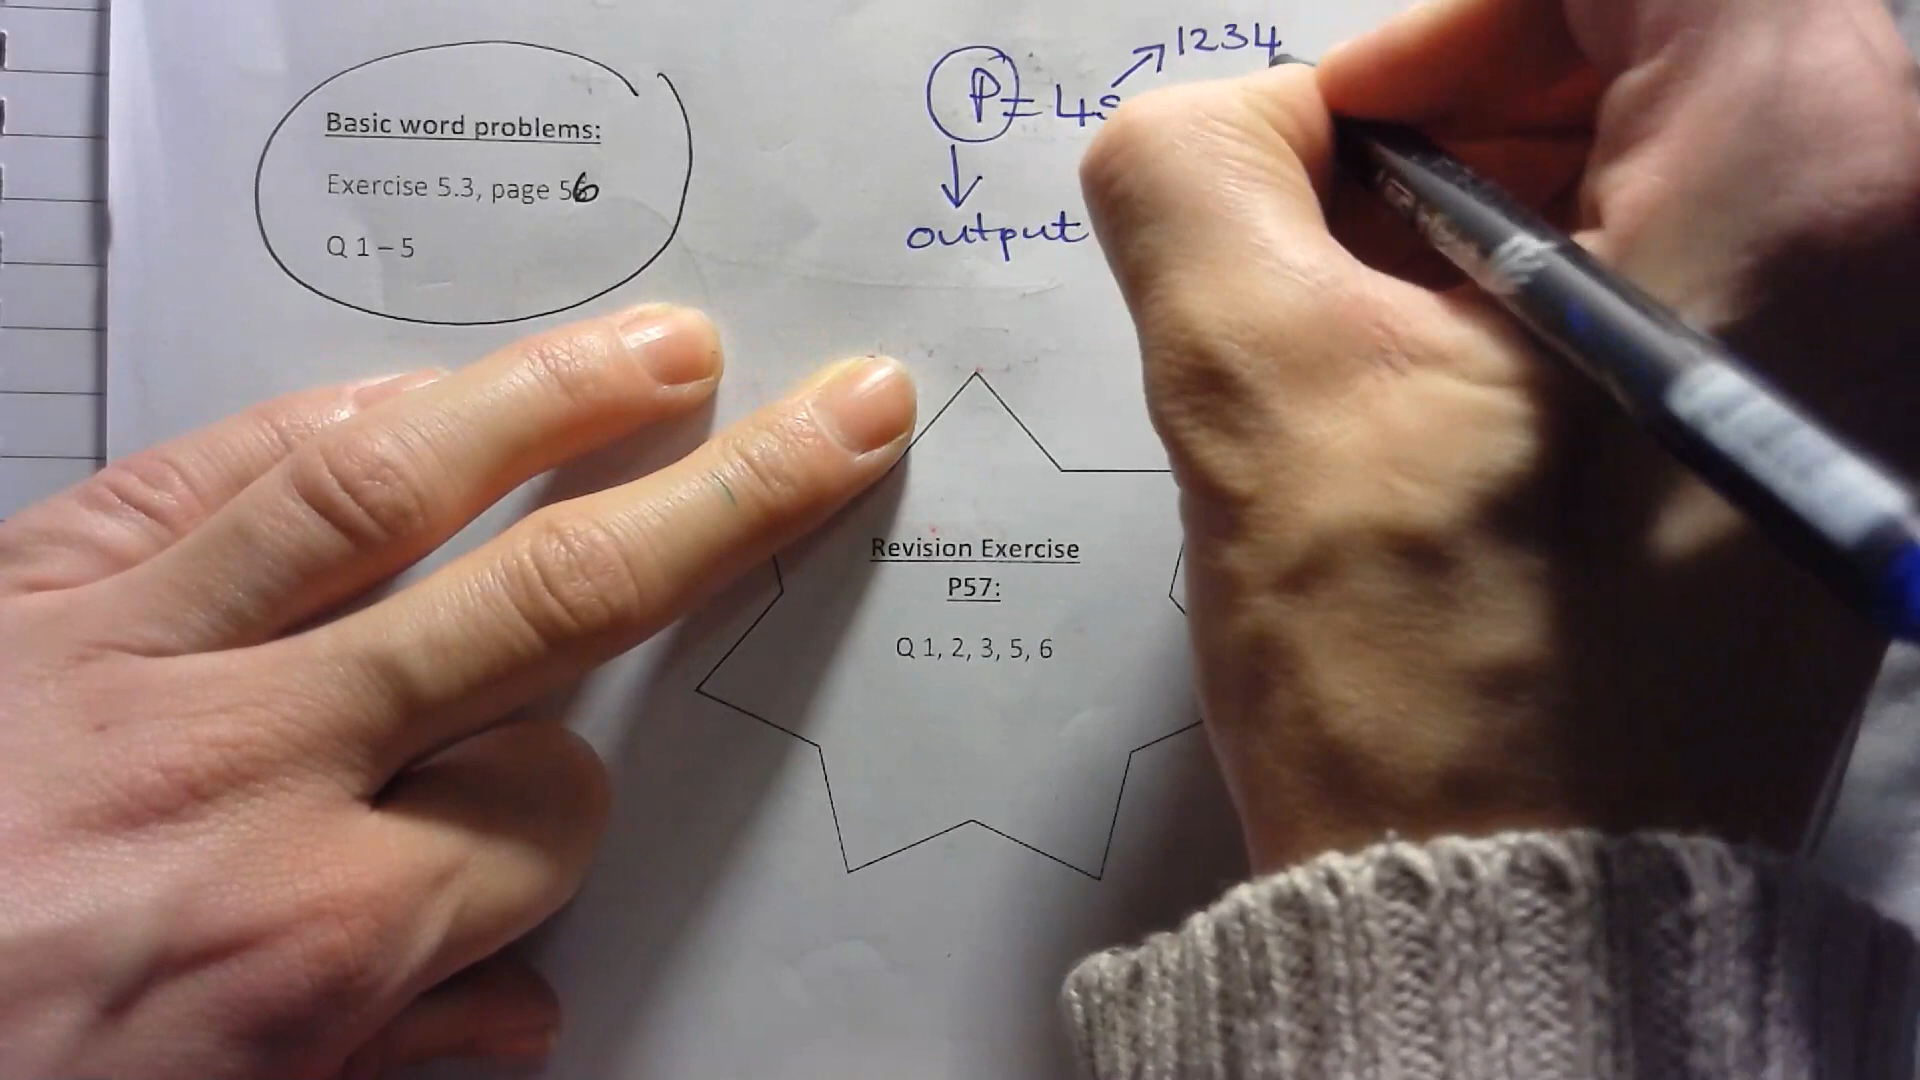 Basic word problems:
Exercise 5.3, page 56
Q 1 – 5
1234
P = 4
output
Revision Exercise
P57:
Q 1, 2, 3, 5, 6